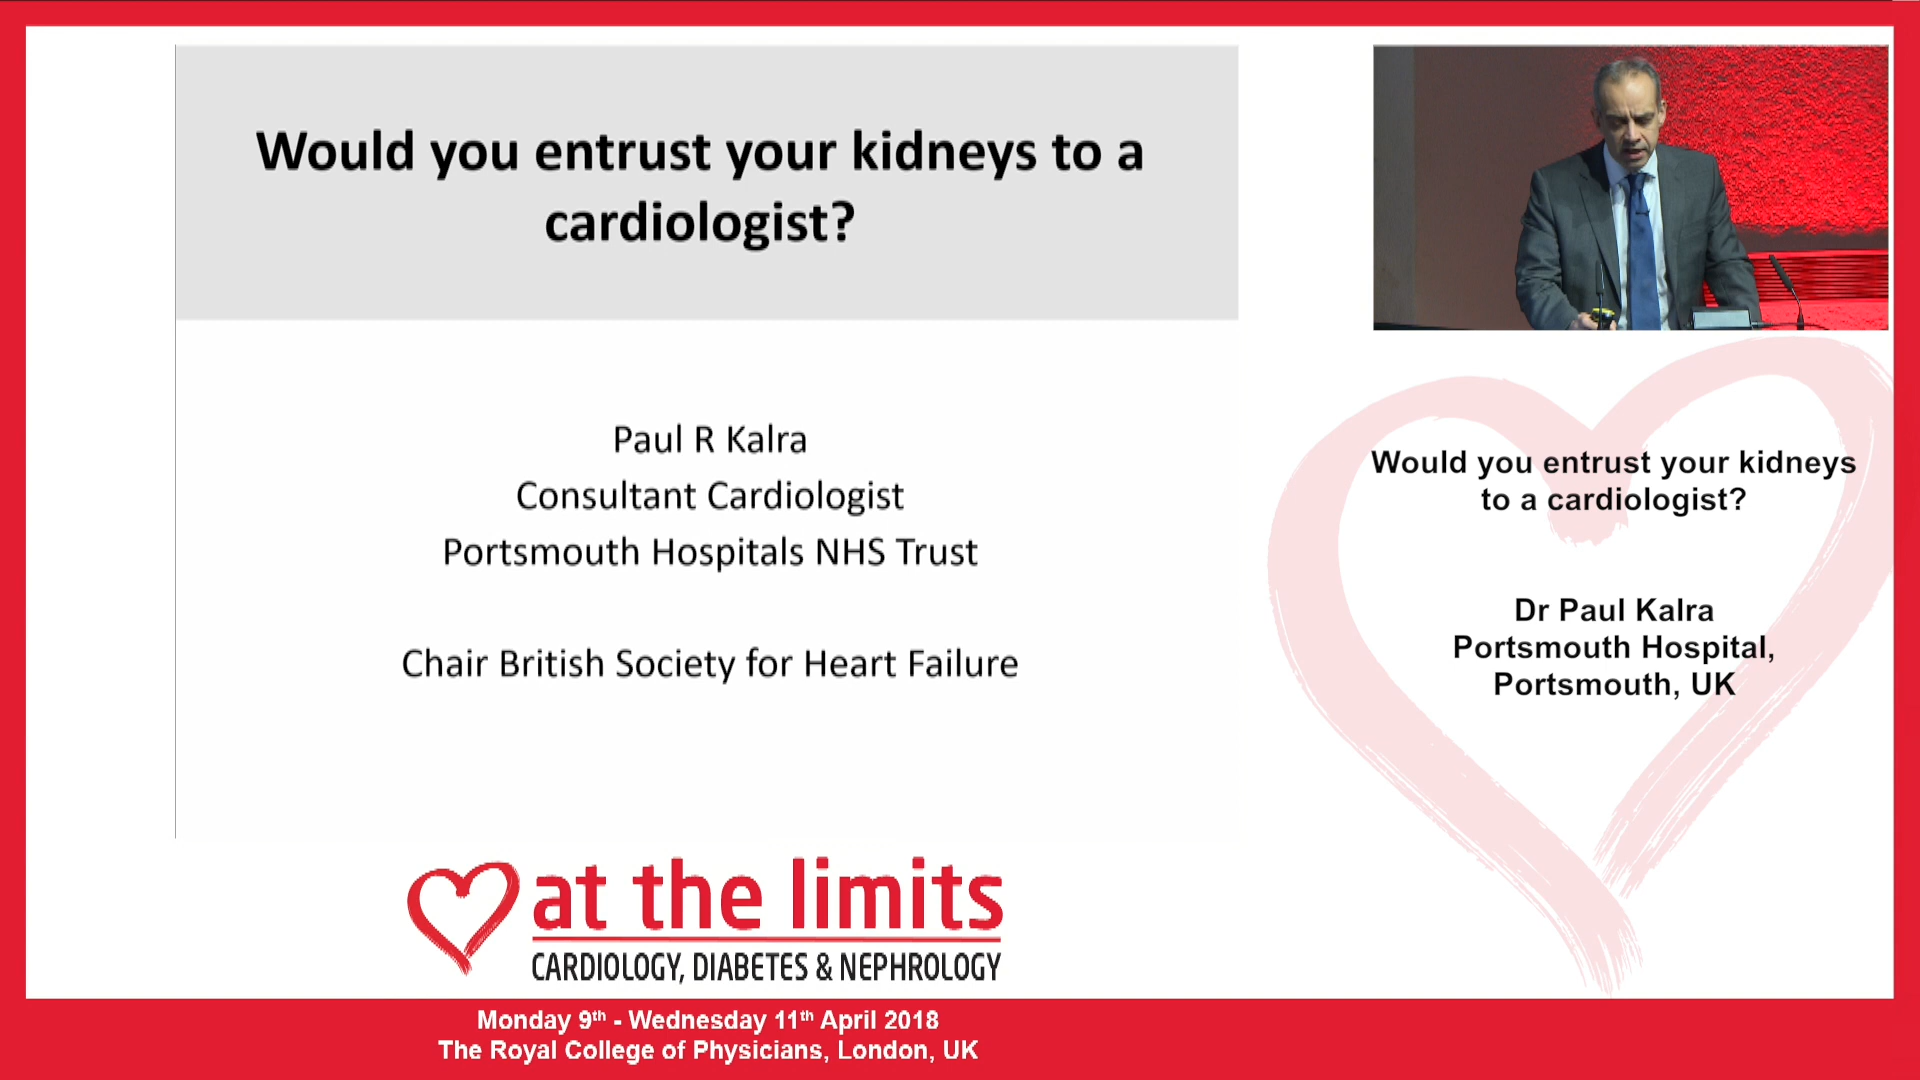 Would you entrust your kidneys to a
cardiologist?
Paul R Kalra
Consultant Cardiologist
Portsmouth Hospitals NHS Trust
Chair British Society for Heart Failure
Would you entrust your kidneys
to a cardiologist?
Dr Paul Kalra
Portsmouth Hospital,
Portsmouth, UK
at the limits
CARDIOLOGY, DIABETES & NEPHROLOGY
Monday 9th - Wednesday 11th April 2018
The Royal College of Physicians, London, UK